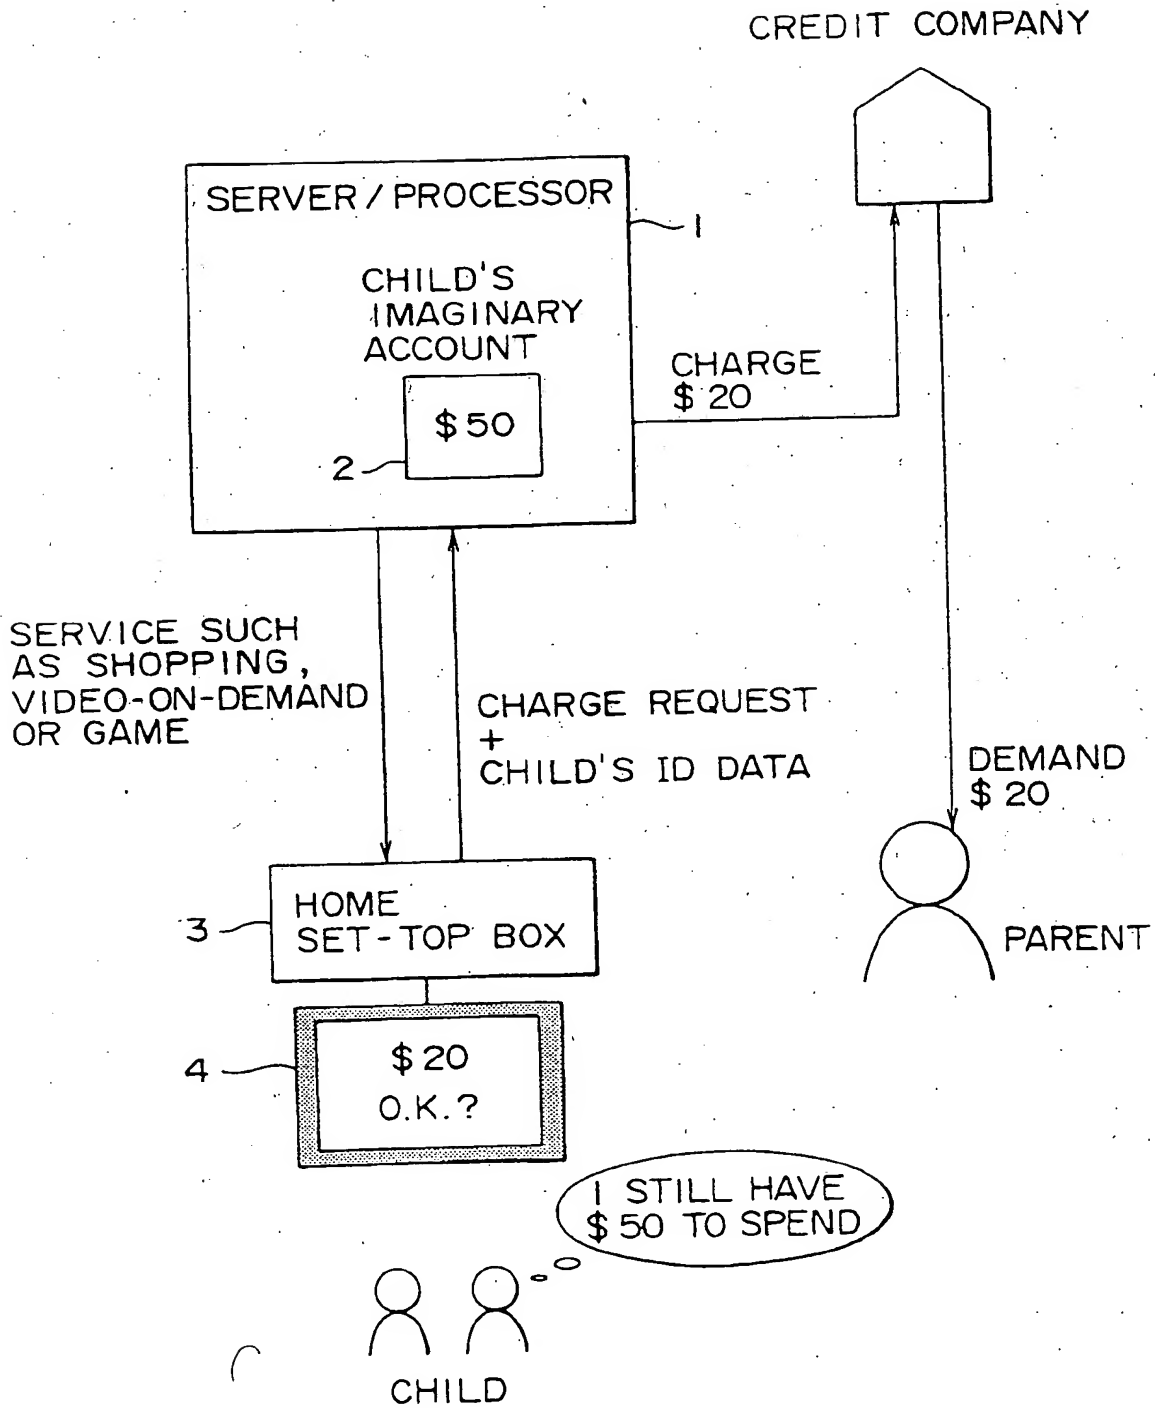 CREDIT COMPANY
SERVER/PROCESSOR
1
CHILD'S
IMAGINARY
ACCOUNT
$50
2
CHARGE
$20
SERVICE SUCH
AS SHOPPING,
VIDEO-ON-DEMAND
OR GAME
CHARGE REQUEST
+
CHILD'S ID DATA
DEMAND
$20
PARENT
HOME
SET-TOP BOX
3
$20
O.K.?
4
I STILL HAVE
$50 TO SPEND
CHILD